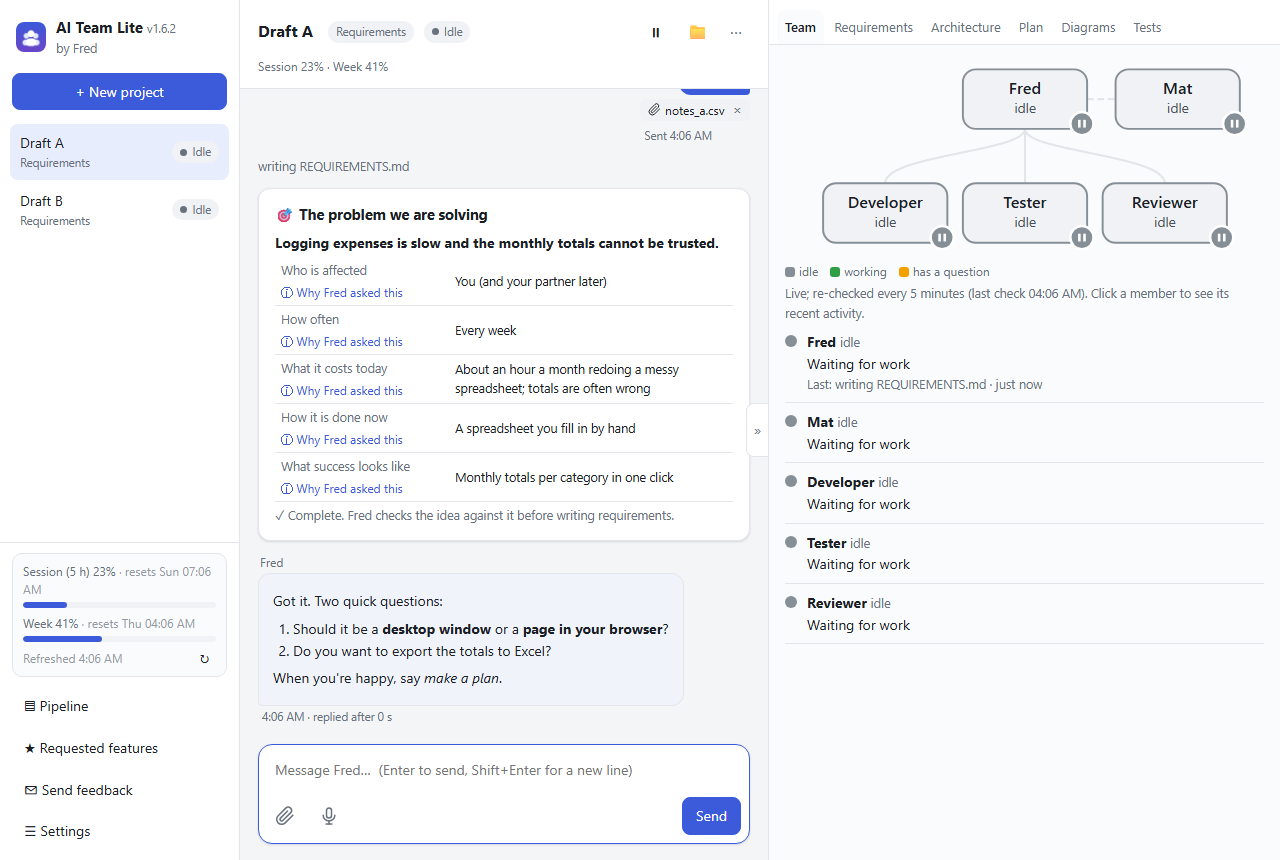 AI Team Lite v1.6.2
by Fred
+ New project
Draft A
Requirements
Idle
Draft B
Requirements
Idle
Session (5 h) 23% · resets Sun 07:06
AM
Week 41% · resets Thu 04:06 AM
Refreshed 4:06 AM
Pipeline
Requested features
Send feedback
Settings
Draft A Requirements Idle
Session 23% · Week 41%
notes_a.csv ×
Sent 4:06 AM
writing REQUIREMENTS.md
The problem we are solving
Logging expenses is slow and the monthly totals cannot be trusted.
Who is affected
Why Fred asked this
You (and your partner later)
How often
Why Fred asked this
Every week
What it costs today
Why Fred asked this
About an hour a month redoing a messy
spreadsheet; totals are often wrong
How it is done now
Why Fred asked this
A spreadsheet you fill in by hand
What success looks like
Why Fred asked this
Monthly totals per category in one click
✓ Complete. Fred checks the idea against it before writing requirements.
Fred
Got it. Two quick questions:
1. Should it be a desktop window or a page in your browser?
2. Do you want to export the totals to Excel?
When you're happy, say make a plan.
4:06 AM · replied after 0 s
Message Fred... (Enter to send, Shift+Enter for a new line)
Send
»
Team Requirements Architecture Plan Diagrams Tests
Fred
idle
Mat
idle
Developer
idle
Tester
idle
Reviewer
idle
idle working has a question
Live; re-checked every 5 minutes (last check 04:06 AM). Click a member to see its
recent activity.
Fred idle
Waiting for work
Last: writing REQUIREMENTS.md · just now
Mat idle
Waiting for work
Developer idle
Waiting for work
Tester idle
Waiting for work
Reviewer idle
Waiting for work